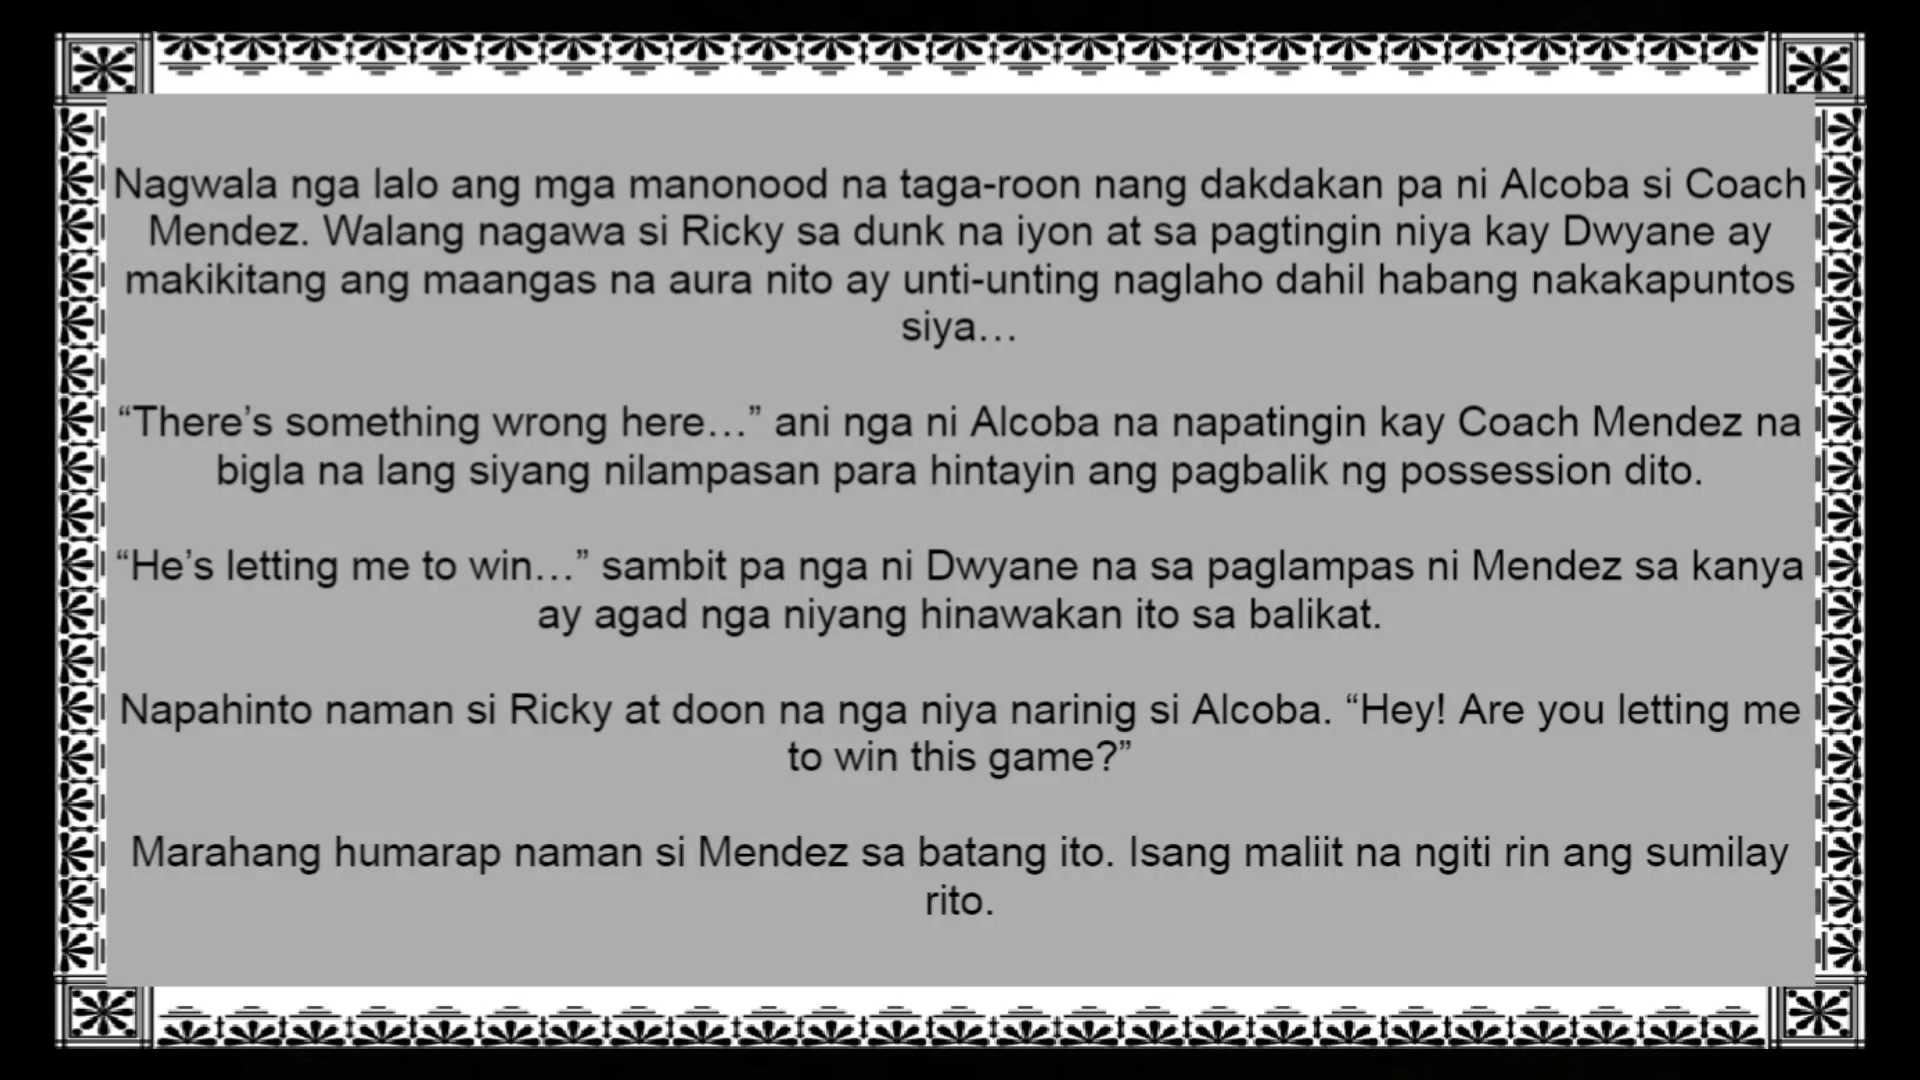 Nagwala nga lalo ang mga manonood na taga-roon nang dakdakan pa ni Alcoba si Coach
Mendez. Walang nagawa si Ricky sa dunk na iyon at sa pagtingin niya kay Dwyane ay
makikitang ang maangas na aura nito ay unti-unting naglaho dahil habang nakakapuntos
siya…
“There’s something wrong here…” ani nga ni Alcoba na napatingin kay Coach Mendez na
bigla na lang siyang nilampasan para hintayin ang pagbalik ng possession dito.
“He’s letting me to win…” sambit pa nga ni Dwyane na sa paglampas ni Mendez sa kanya
ay agad nga niyang hinawakan ito sa balikat.
Napahinto naman si Ricky at doon na nga niya narinig si Alcoba. “Hey! Are you letting me
to win this game?”
Marahang humarap naman si Mendez sa batang ito. Isang maliit na ngiti rin ang sumilay
rito.